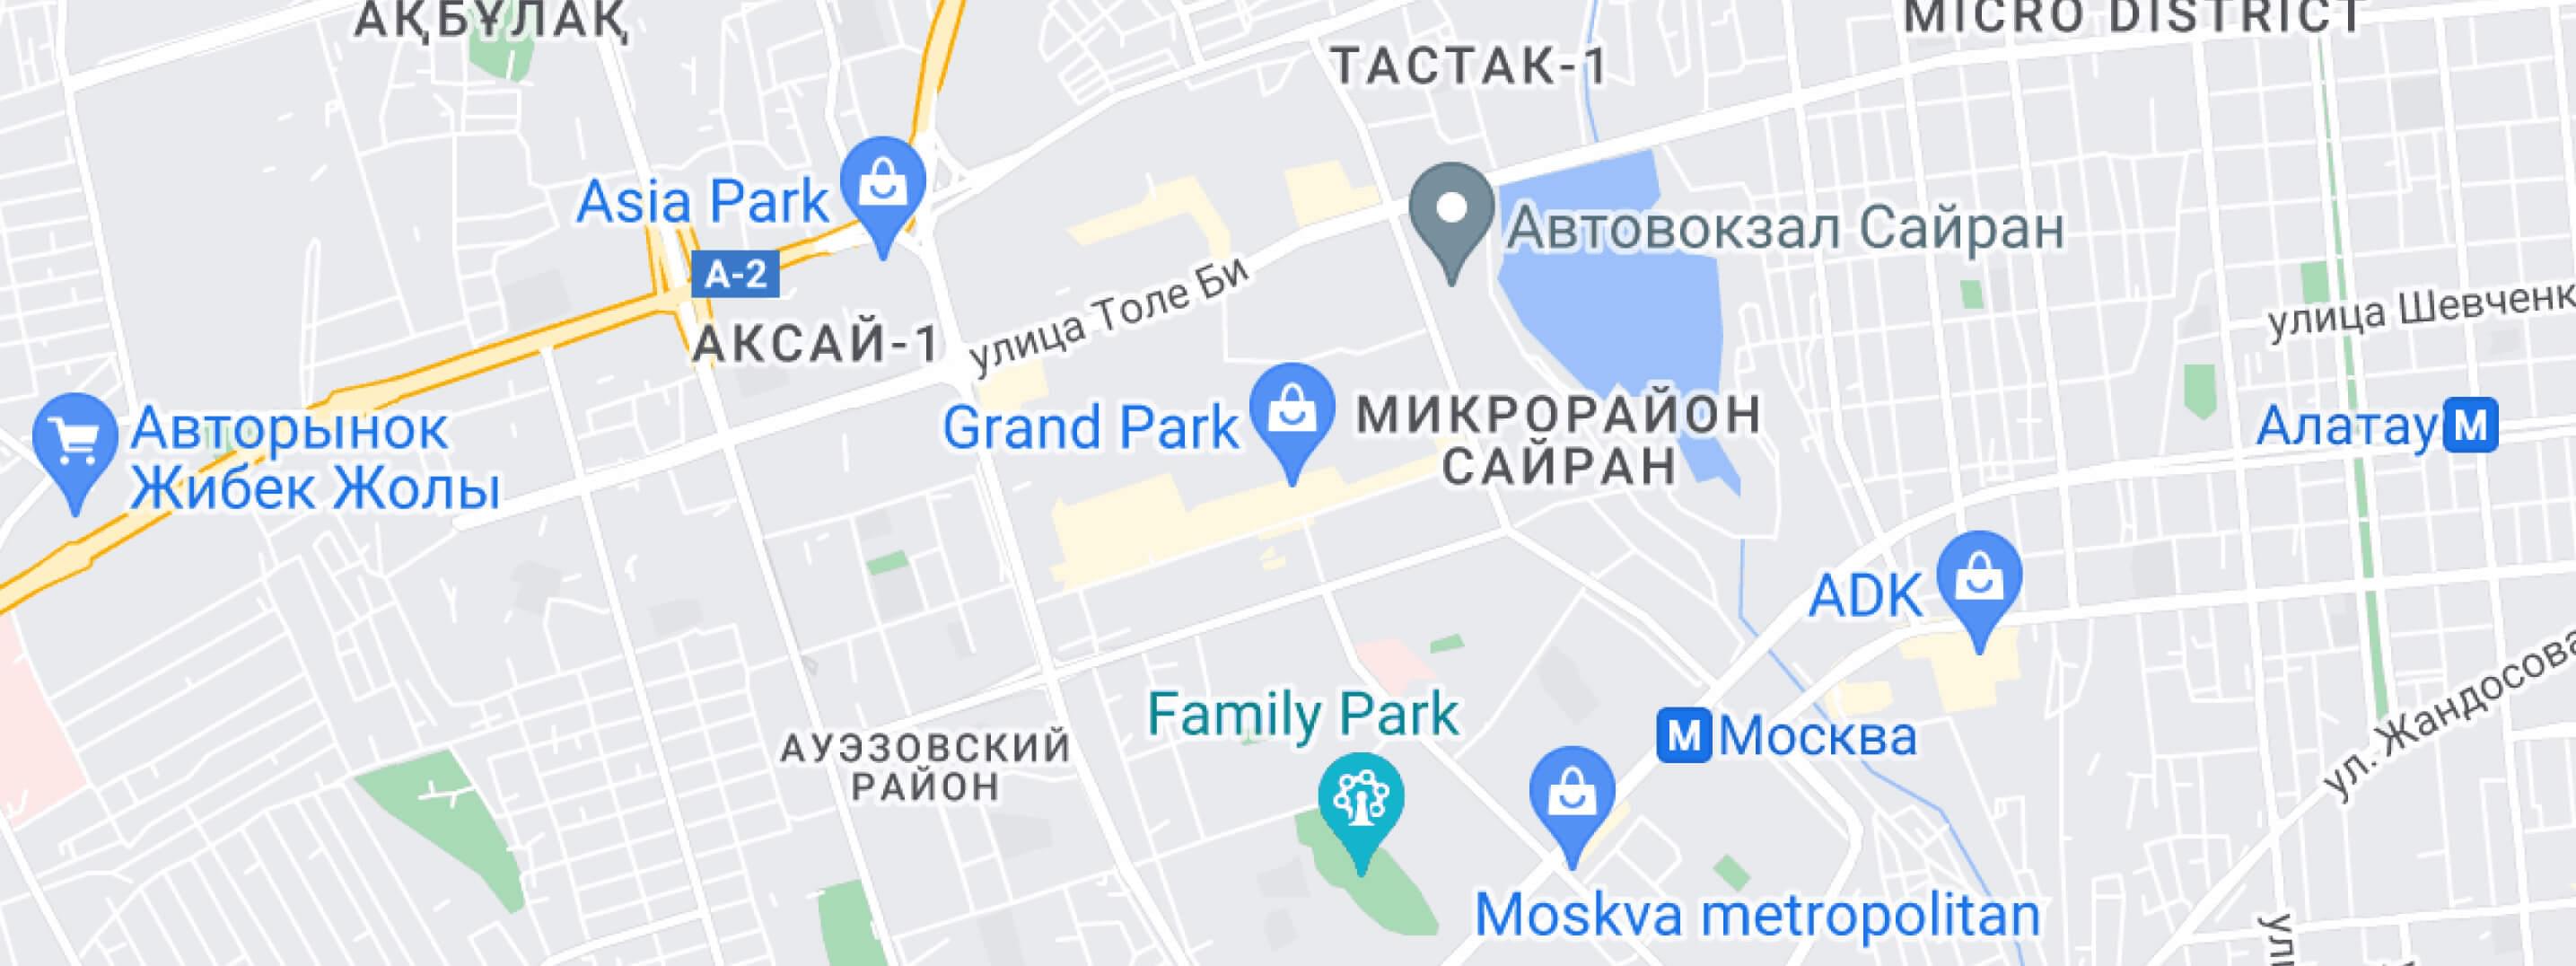 АҚБҰЛАҚ
MICRO DISTRICT
ТАСТАК-1
Asia Park
Автовокзал Сайран
A-2
улица Толе Би
АКСАЙ-1
улица Шевченк
Авторынок
Жибек Жолы
Grand Park
МИКРОРАЙОН
САЙРАН
Алатау
M
ADK
Family Park
АУЭЗОВСКИЙ
РАЙОН
M
Москва
ул. Жандосова
Moskva metropolitan
ули